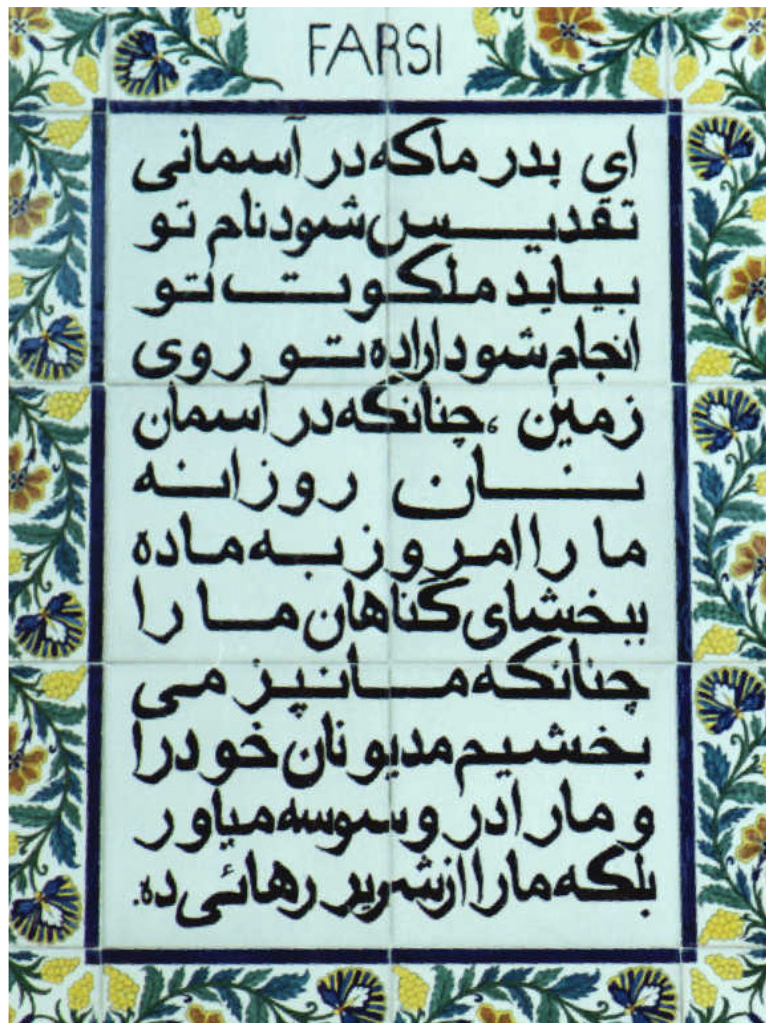 FARSI
ای پدر ما که در آسمانی
تقدیس شود نام تو
بیاید ملکوت تو
انجام شود اراده تو روی
زمین ، چنانکه در آسمان
نان روزانه
ما را امروز به ما ده
ببخشای گناهان ما را
چنانکه ما نیز می
بخشیم مدیونان خود را
و ما را در وسوسه میاور
بلکه ما را از شریر رهائی ده.